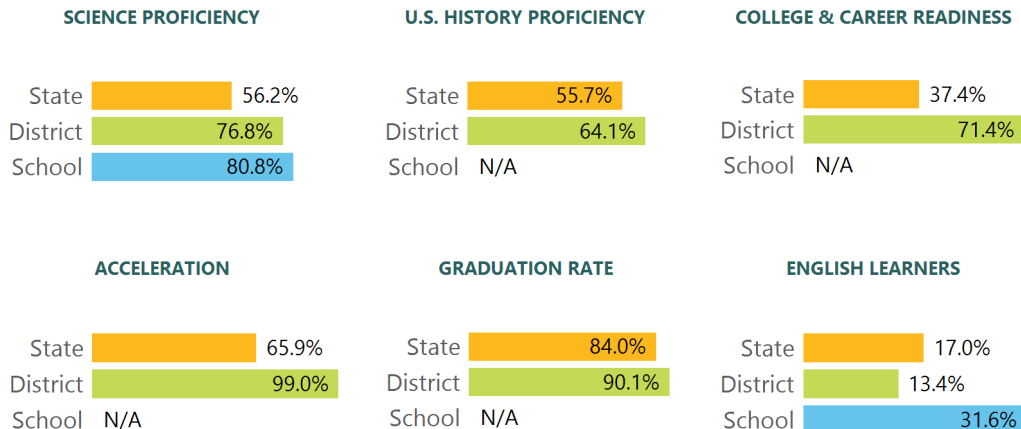 SCIENCE PROFICIENCY
State 56.2%
District 76.8%
School 80.8%
U.S. HISTORY PROFICIENCY
State 55.7%
District 64.1%
School N/A
COLLEGE & CAREER READINESS
State 37.4%
District 71.4%
School N/A
ACCELERATION
State 65.9%
District 99.0%
School N/A
GRADUATION RATE
State 84.0%
District 90.1%
School N/A
ENGLISH LEARNERS
State 17.0%
District 13.4%
School 31.6%